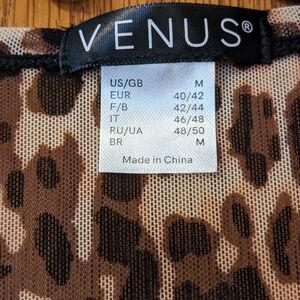 VENUS®
US/GB M
EUR 40/42
F/B 42/44
IT 46/48
RU/UA 48/50
BR M
Made in China